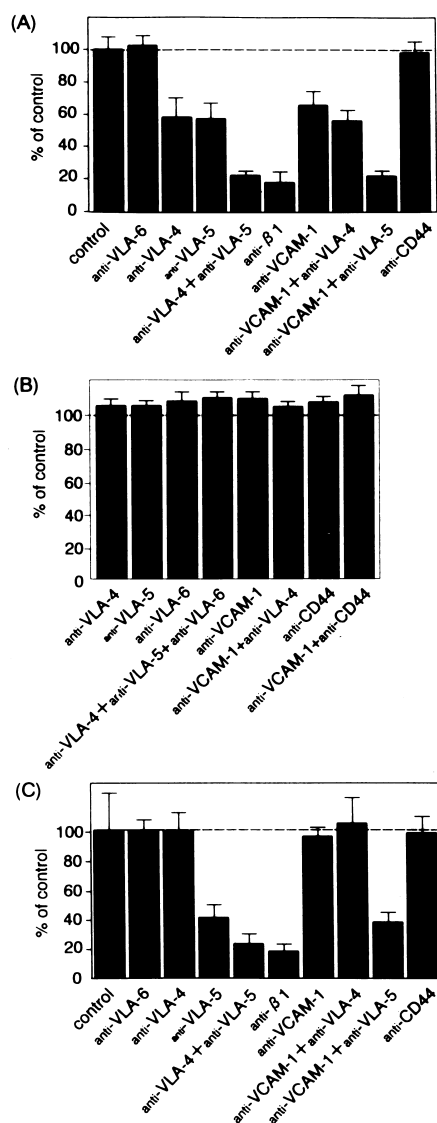 (A)
% of control
100
80
60
40
20
0
control
anti-VLA-6
anti-VLA-4
anti-VLA-5
anti-VLA-4+anti-VLA-5
anti-β1
anti-VCAM-1
anti-VCAM-1+anti-VLA-4
anti-VCAM-1+anti-VLA-5
anti-CD44
(B)
% of control
100
80
60
40
20
0
anti-VLA-4
anti-VLA-5
anti-VLA-6
anti-VLA-4+anti-VLA-5+anti-VLA-6
anti-VCAM-1
anti-VCAM-1+anti-VLA-4
anti-CD44
anti-VCAM-1+anti-CD44
(C)
% of control
100
80
60
40
20
0
control
anti-VLA-6
anti-VLA-4
anti-VLA-5
anti-VLA-4+anti-VLA-5
anti-β1
anti-VCAM-1
anti-VCAM-1+anti-VLA-4
anti-VCAM-1+anti-VLA-5
anti-CD44